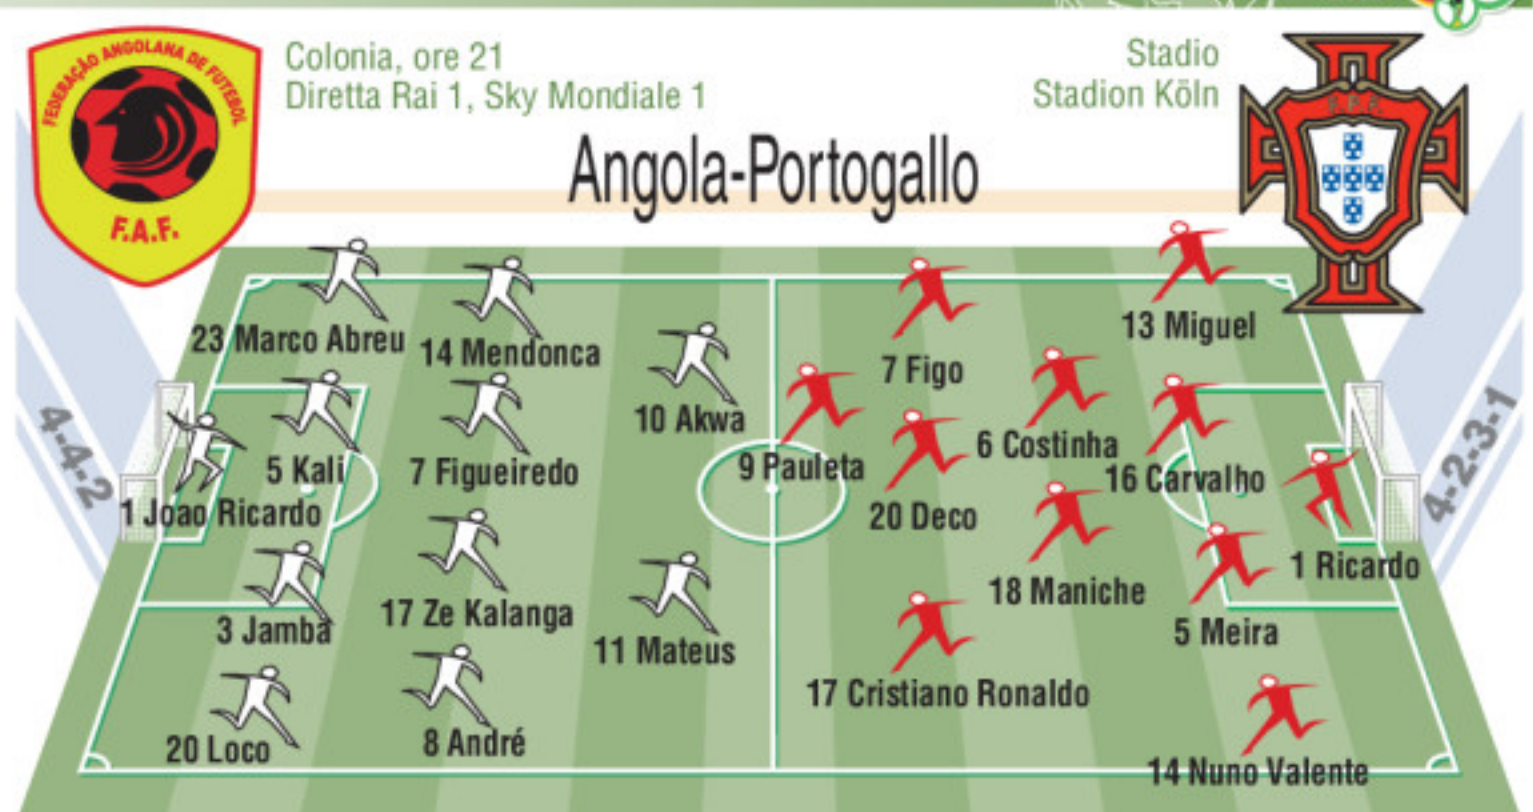 FEDERAÇÃO ANGOLANA DE FUTEBOL
F.A.F.
Colonia, ore 21
Diretta Rai 1, Sky Mondiale 1
Stadio
Stadion Köln
F.P.F.
Angola-Portogallo
4-4-2
4-2-3-1
23 Marco Abreu
14 Mendonca
10 Akwa
5 Kali
7 Figueiredo
1 Joao Ricardo
3 Jamba
17 Ze Kalanga
11 Mateus
20 Loco
8 André
13 Miguel
7 Figo
6 Costinha
9 Pauleta
16 Carvalho
20 Deco
1 Ricardo
18 Maniche
5 Meira
17 Cristiano Ronaldo
14 Nuno Valente